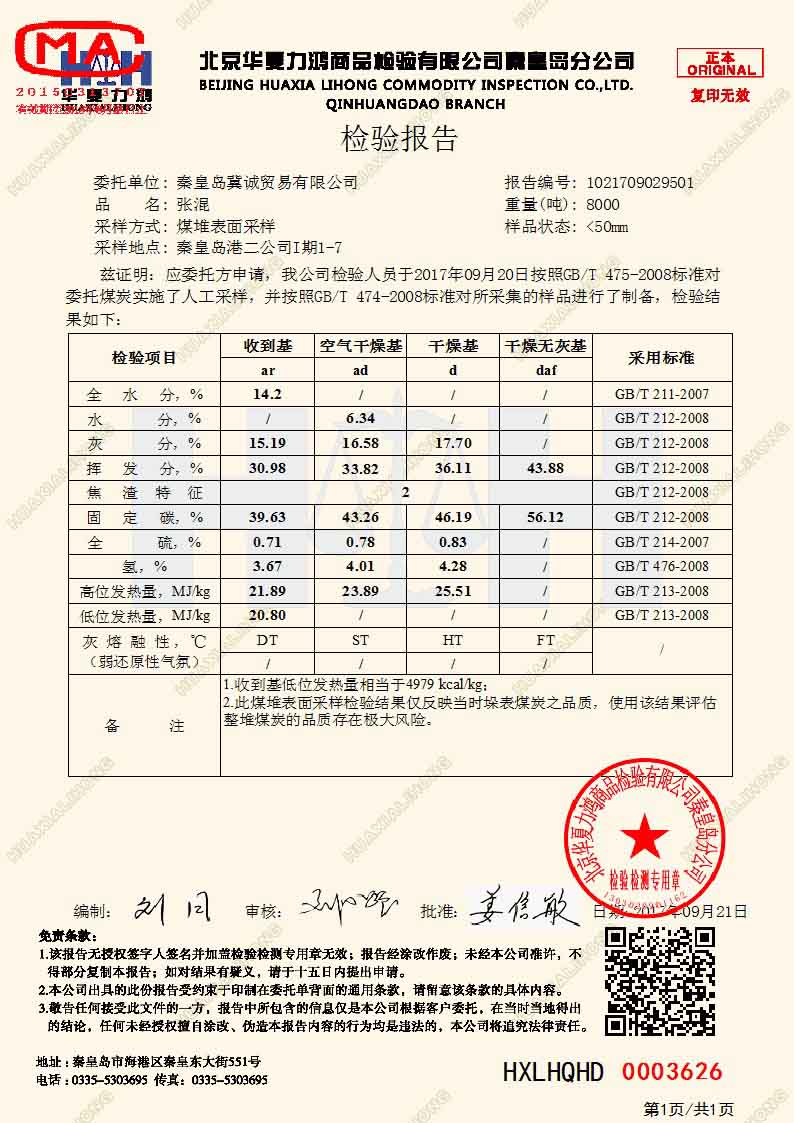 北京华夏力鸿商品检验有限公司秦皇岛分公司
BEIJING HUAXIA LIHONG COMMODITY INSPECTION CO.,LTD.
QINHUANGDAO BRANCH
MA
华夏力鸿
HUAXIALIHONG
正本
ORIGINAL
复印无效
检验报告
委托单位：秦皇岛冀诚贸易有限公司 报告编号：1021709029501
品 名：张混 重量(吨)：8000
采样方式：煤堆表面采样 样品状态：<50mm
采样地点：秦皇岛港二公司I期1-7
兹证明：应委托方申请，我公司检验人员于2017年09月20日按照GB/T 475-2008标准对
委托煤炭实施了人工采样，并按照GB/T 474-2008标准对所采集的样品进行了制备，检验结
果如下：
检验项目 收到基 空气干燥基 干燥基 干燥无灰基 采用标准
ar ad d daf
全 水 分，% 14.2 / / / GB/T 211-2007
水 分，% / 6.34 / / GB/T 212-2008
灰 分，% 15.19 16.58 17.70 / GB/T 212-2008
挥 发 分，% 30.98 33.82 36.11 43.88 GB/T 212-2008
焦 渣 特 征 2 GB/T 212-2008
固 定 碳，% 39.63 43.26 46.19 56.12 GB/T 212-2008
全 硫，% 0.71 0.78 0.83 / GB/T 214-2007
氢，% 3.67 4.01 4.28 / GB/T 476-2008
高位发热量，MJ/kg 21.89 23.89 25.51 / GB/T 213-2008
低位发热量，MJ/kg 20.80 / / / GB/T 213-2008
灰 熔 融 性，℃ DT ST HT FT /
（弱还原性气氛） / / / /
备 注
1.收到基低位发热量相当于4979 kcal/kg；
2.此煤堆表面采样检验结果仅反映当时垛表煤炭之品质，使用该结果评估
整堆煤炭的品质存在极大风险。
北京华夏力鸿商品检验有限公司秦皇岛分公司
检验检测专用章
编制： 刘同 审核： 批准：姜信敏 日期：2017年09月21日
免责条款：
1.该报告无授权签字人签名并加盖检验检测专用章无效；报告经涂改作废；未经本公司准许，不
得部分复制本报告；如对结果有疑义，请于十五日内提出申请。
2.本公司出具的此份报告受约束于印制在委托单背面的通用条款，请留意该条款的具体内容。
3.敬告任何接受此文件的一方，报告中所包含的信息仅是本公司根据客户委托，在当时当地得出
的结论，任何未经授权擅自涂改、伪造本报告内容的行为均是违法的，本公司将追究法律责任。
地址：秦皇岛市海港区秦皇东大街551号
电话：0335-5303695 传真：0335-5303695
HXLHQHD 0003626
第1页/共1页